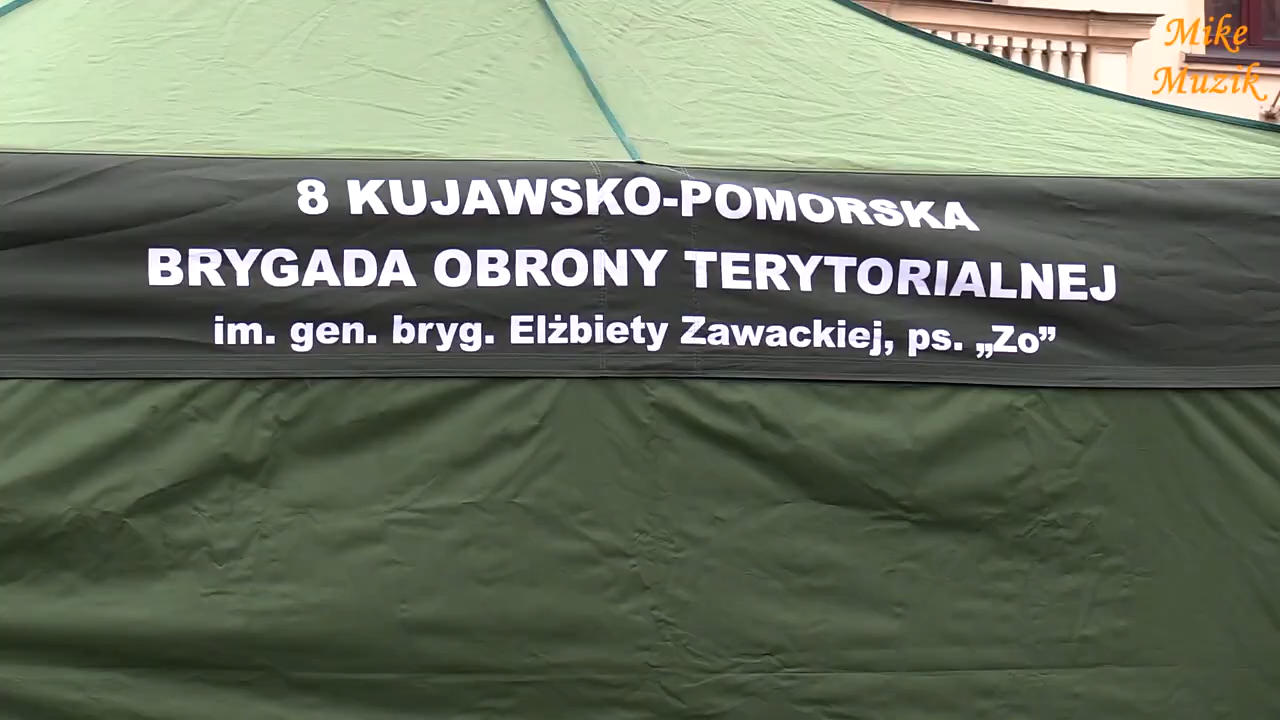 Mike
Muzik
8 KUJAWSKO-POMORSKA
BRYGADA OBRONY TERYTORIALNEJ
im. gen. bryg. Elżbiety Zawackiej, ps. „Zo”